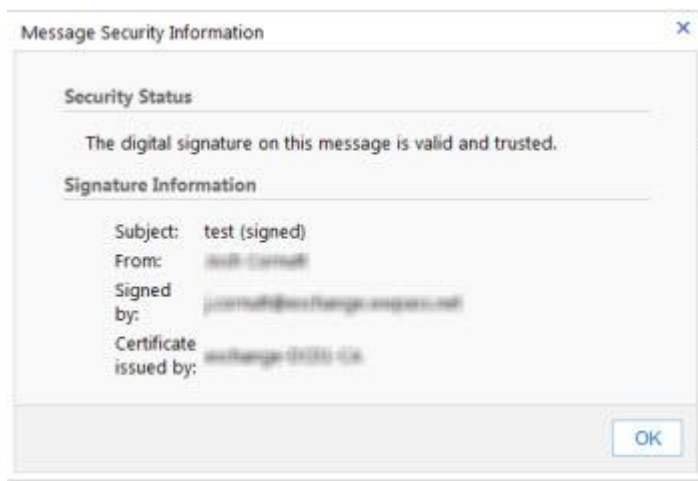 Message Security Information
Security Status
The digital signature on this message is valid and trusted.
Signature Information
Subject: test (signed)
From:
Signed
by:
Certificate
issued by:
OK